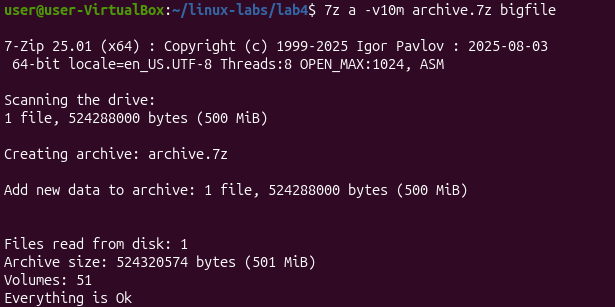 user@user-VirtualBox:~/linux-labs/lab4$ 7z a -v10m archive.7z bigfile
7-Zip 25.01 (x64) : Copyright (c) 1999-2025 Igor Pavlov : 2025-08-03
64-bit locale=en_US.UTF-8 Threads:8 OPEN_MAX:1024, ASM
Scanning the drive:
1 file, 524288000 bytes (500 MiB)
Creating archive: archive.7z
Add new data to archive: 1 file, 524288000 bytes (500 MiB)
Files read from disk: 1
Archive size: 524320574 bytes (501 MiB)
Volumes: 51
Everything is Ok